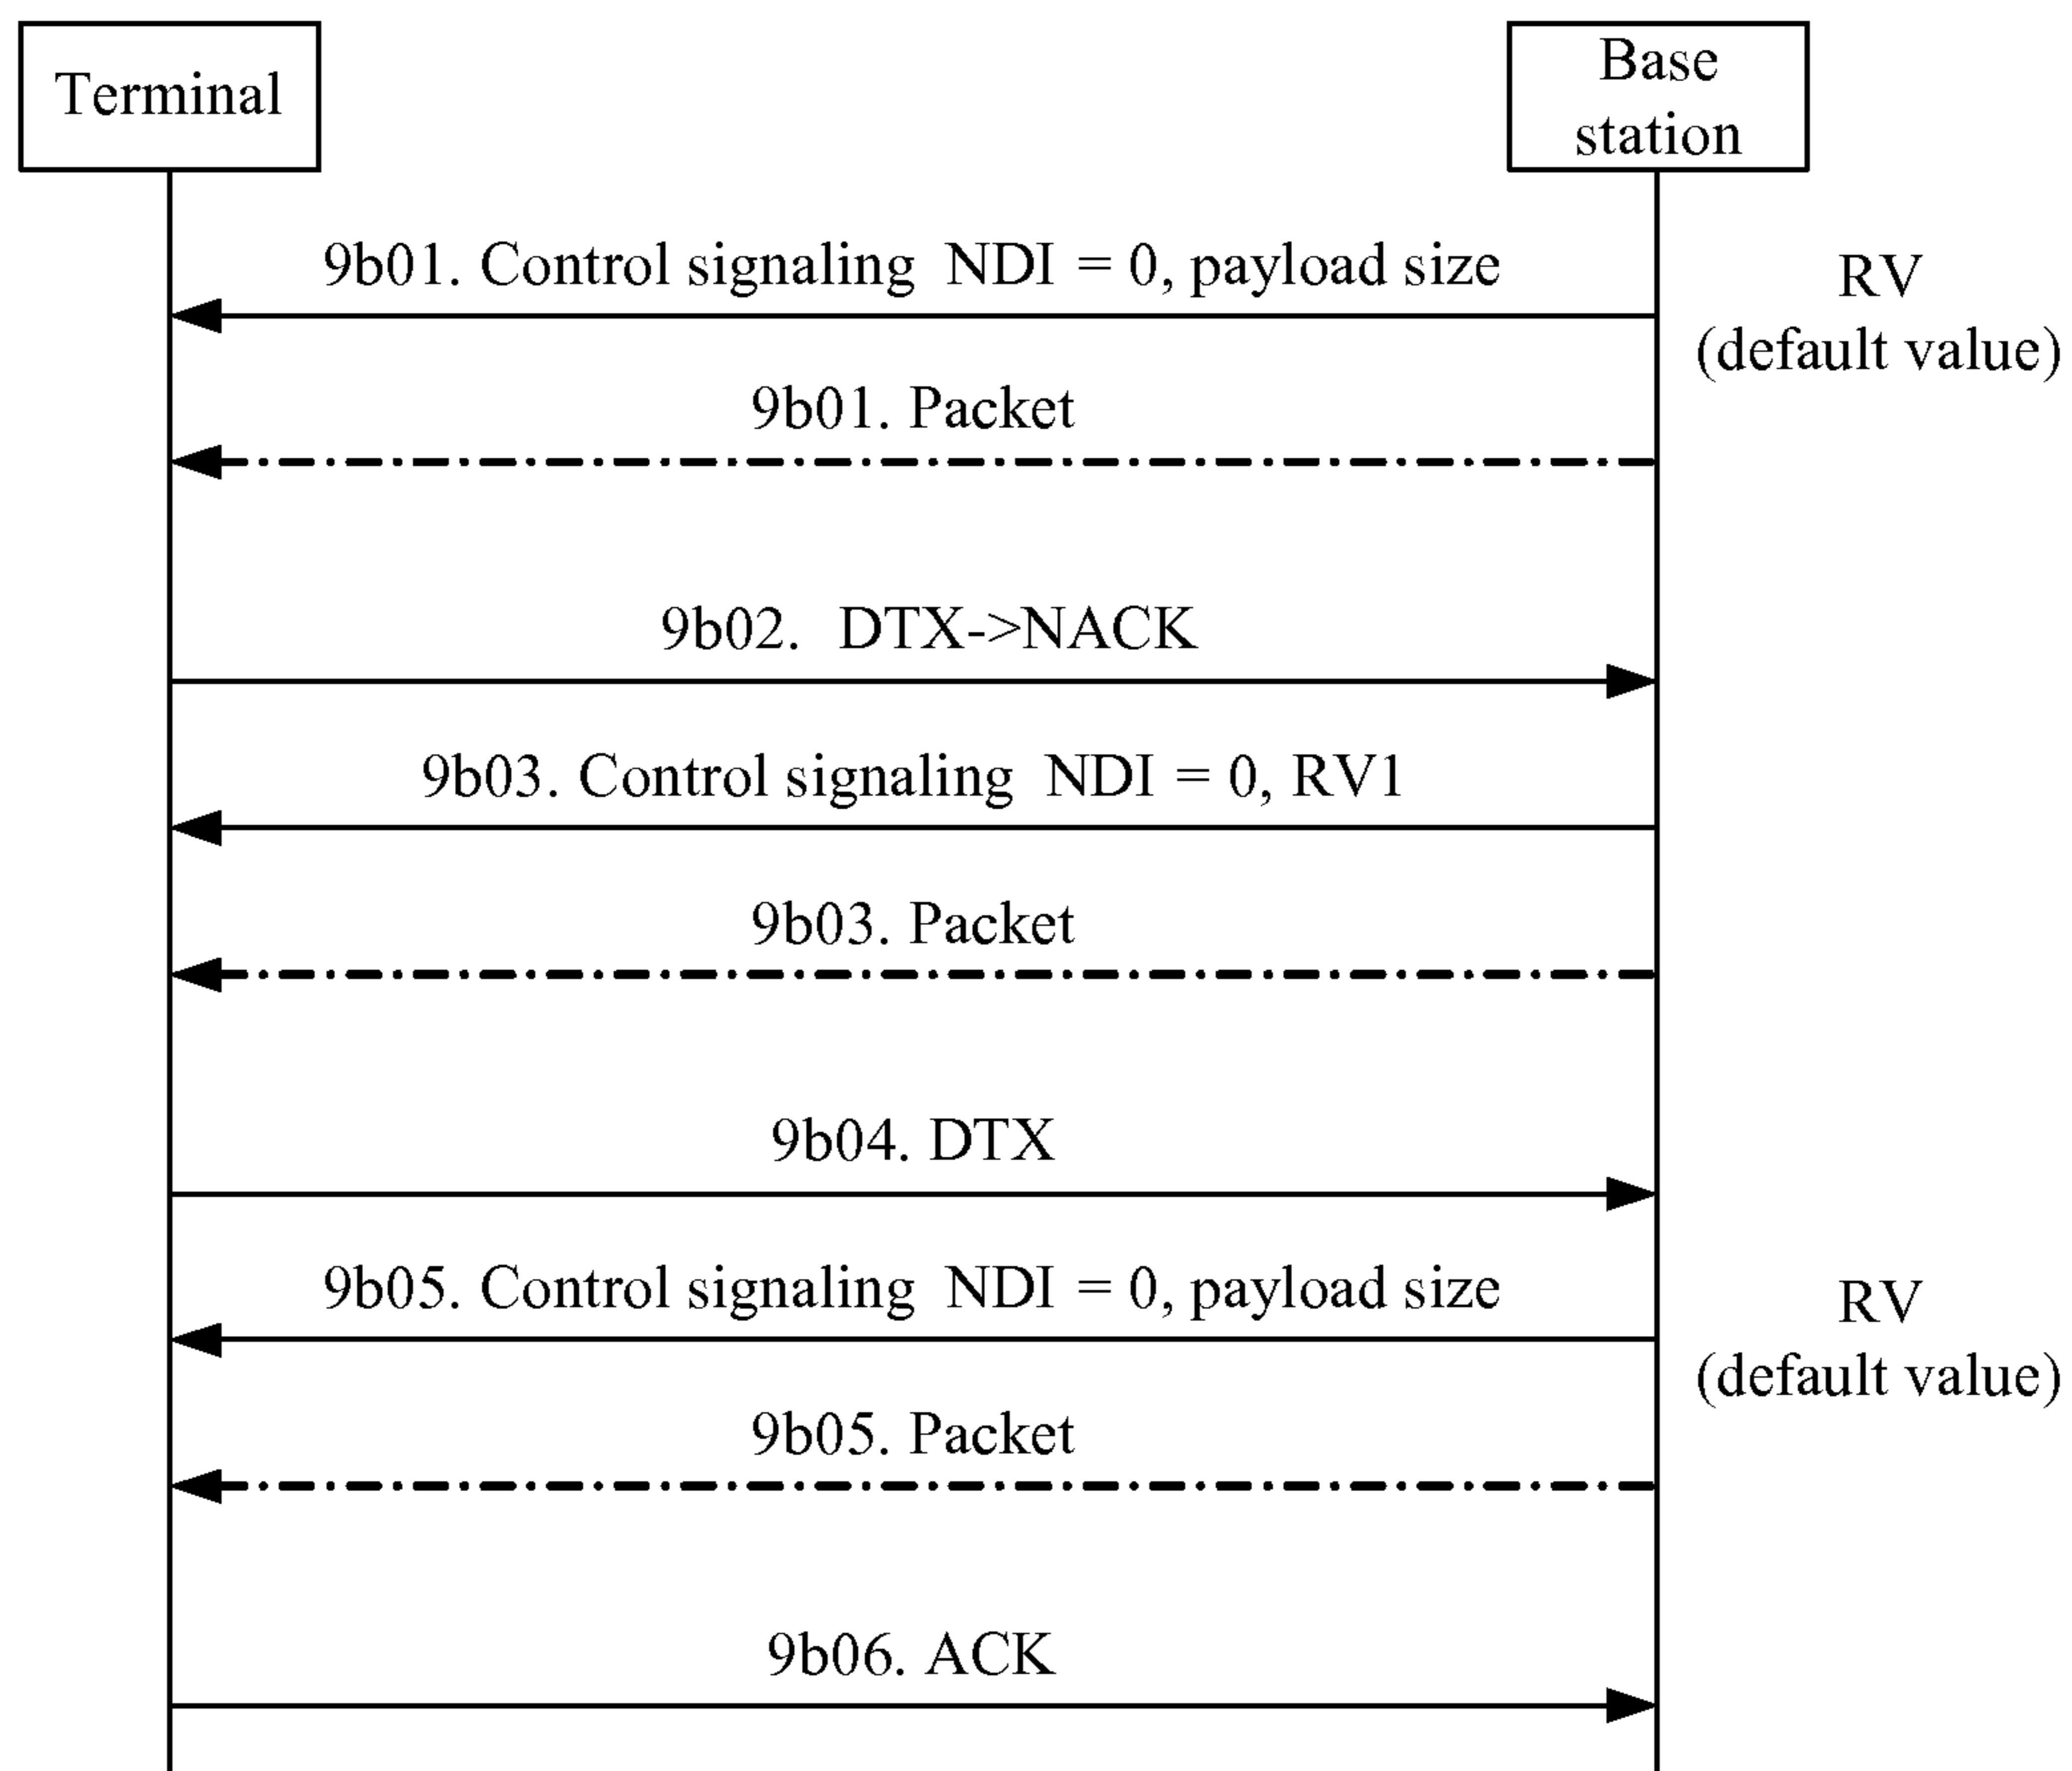 Terminal
Base
station
9b01. Control signaling NDI = 0, payload size
RV
(default value)
9b01. Packet
9b02. DTX->NACK
9b03. Control signaling NDI = 0, RV1
9b03. Packet
9b04. DTX
9b05. Control signaling NDI = 0, payload size
RV
(default value)
9b05. Packet
9b06. ACK